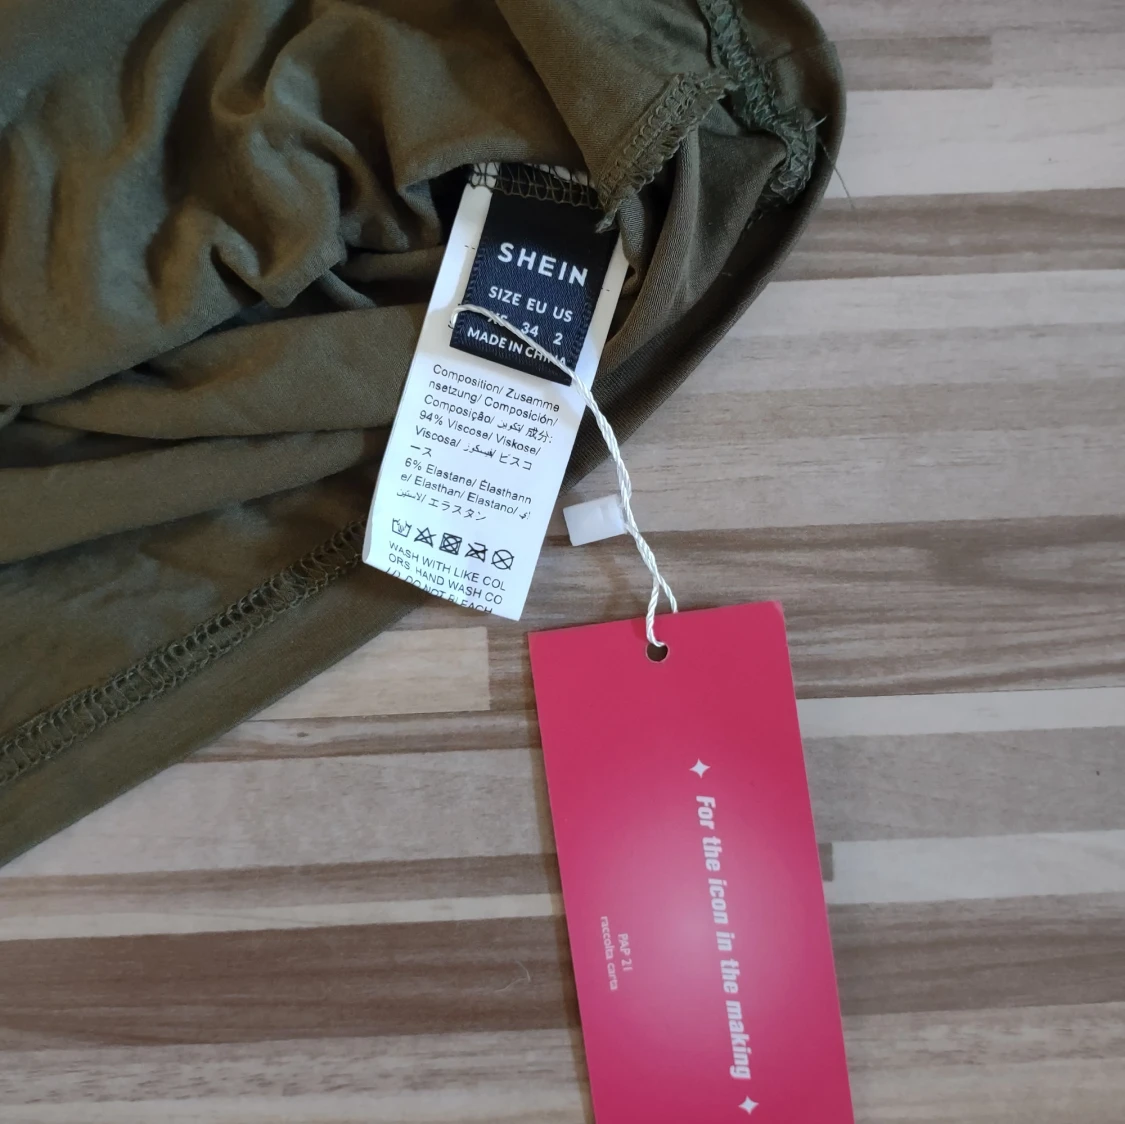 SHEIN
SIZE EU US
34 2
MADE IN CHINA
Composition/ Zusamme
nsetzung/ Composición/
Composição/ تكوين/ 成分:
94% Viscose/ Viskose/
Viscosa/ فيسكوز/ ビスコ
ース
6% Elastane/ Élasthann
e/ Elasthan/ Elastano/
الاستين/ エラスタン
WASH WITH LIKE COL
ORS HAND WASH CO
DO NOT BLEACH
✦ For the icon in the making ✦
PAP 21
raccolta carta